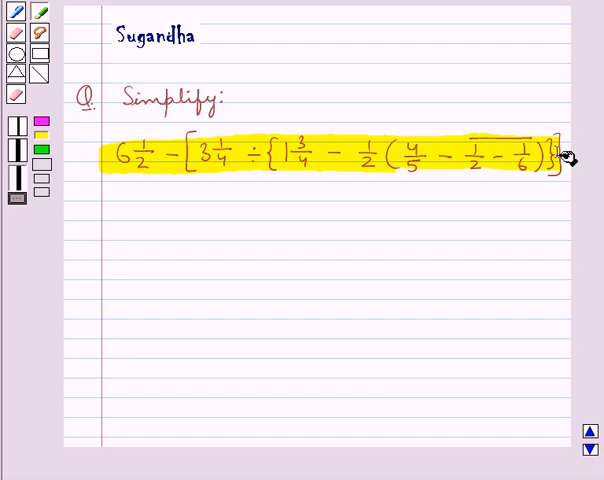 Sugandha
Q. Simplify:
6 1/2 - [3 1/4 ÷ {1 3/4 - 1/2 (4/5 - 1/2 - 1/6)}]